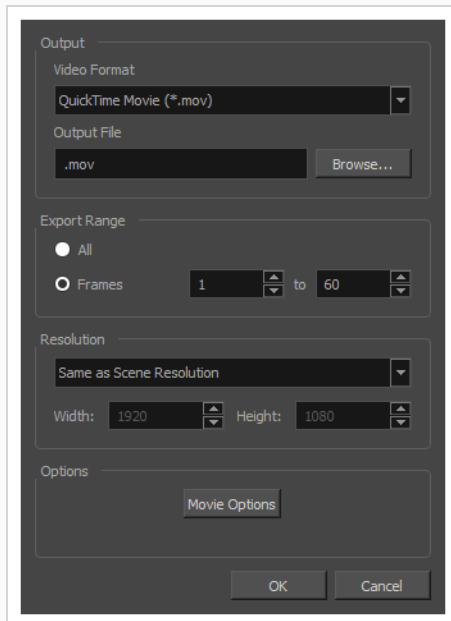 Output
Video Format
QuickTime Movie (*.mov)
Output File
.mov Browse...
Export Range
All
Frames 1 to 60
Resolution
Same as Scene Resolution
Width: 1920 Height: 1080
Options
Movie Options
OK Cancel